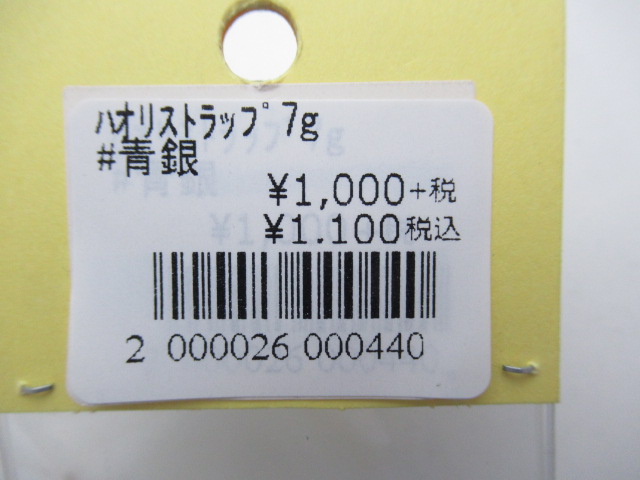 ﾊｵﾘｽﾄﾗｯﾌﾟ 7g
#青銀
¥1,000+税
¥1.100税込
2 000026 000440